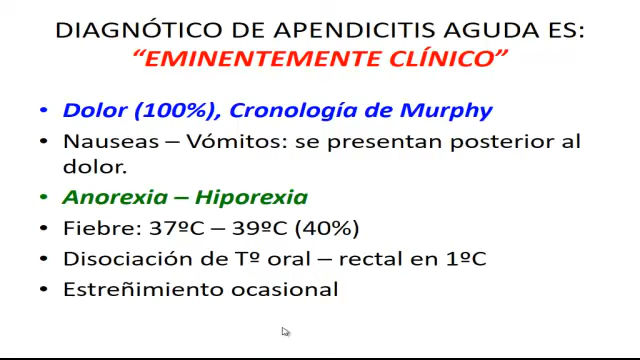 DIAGNÓTICO DE APENDICITIS AGUDA ES:
“EMINENTEMENTE CLÍNICO”
• Dolor (100%), Cronología de Murphy
• Nauseas – Vómitos: se presentan posterior al
dolor.
• Anorexia – Hiporexia
• Fiebre: 37ºC – 39ºC (40%)
• Disociación de Tº oral – rectal en 1ºC
• Estreñimiento ocasional